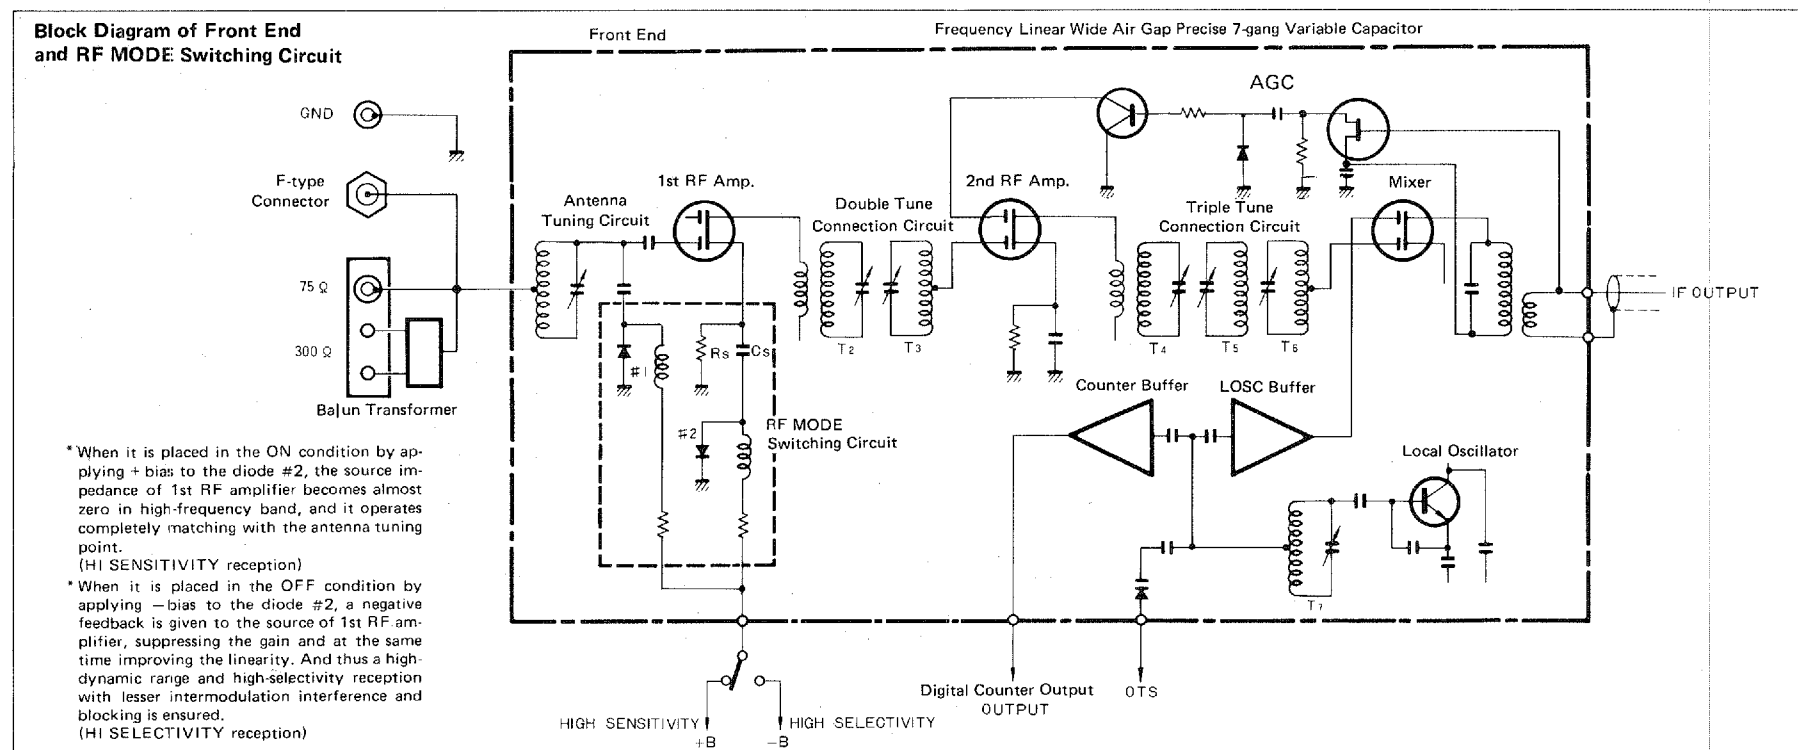 Block Diagram of Front End
and RF MODE Switching Circuit
Front End
Frequency Linear Wide Air Gap Precise 7-gang Variable Capacitor
GND
AGC
F-type
Connector
Antenna
Tuning Circuit
1st RF Amp.
Double Tune
Connection Circuit
2nd RF Amp.
Triple Tune
Connection Circuit
Mixer
75 Ω
300 Ω
IF OUTPUT
T2
T3
T4
T5
T6
#1
Rs
Cs
Balun Transformer
Counter Buffer
LOSC Buffer
#2
RF MODE
Switching Circuit
Local Oscillator
T7
* When it is placed in the ON condition by ap-
plying + bias to the diode #2, the source im-
pedance of 1st RF amplifier becomes almost
zero in high-frequency band, and it operates
completely matching with the antenna tuning
point.
(HI SENSITIVITY reception)
* When it is placed in the OFF condition by
applying — bias to the diode #2, a negative
feedback is given to the source of 1st RF am-
plifier, suppressing the gain and at the same
time improving the linearity. And thus a high-
dynamic range and high-selectivity reception
with lesser intermodulation interference and
blocking is ensured.
(HI SELECTIVITY reception)
HIGH SENSITIVITY
+B
HIGH SELECTIVITY
-B
Digital Counter Output
OUTPUT
OTS